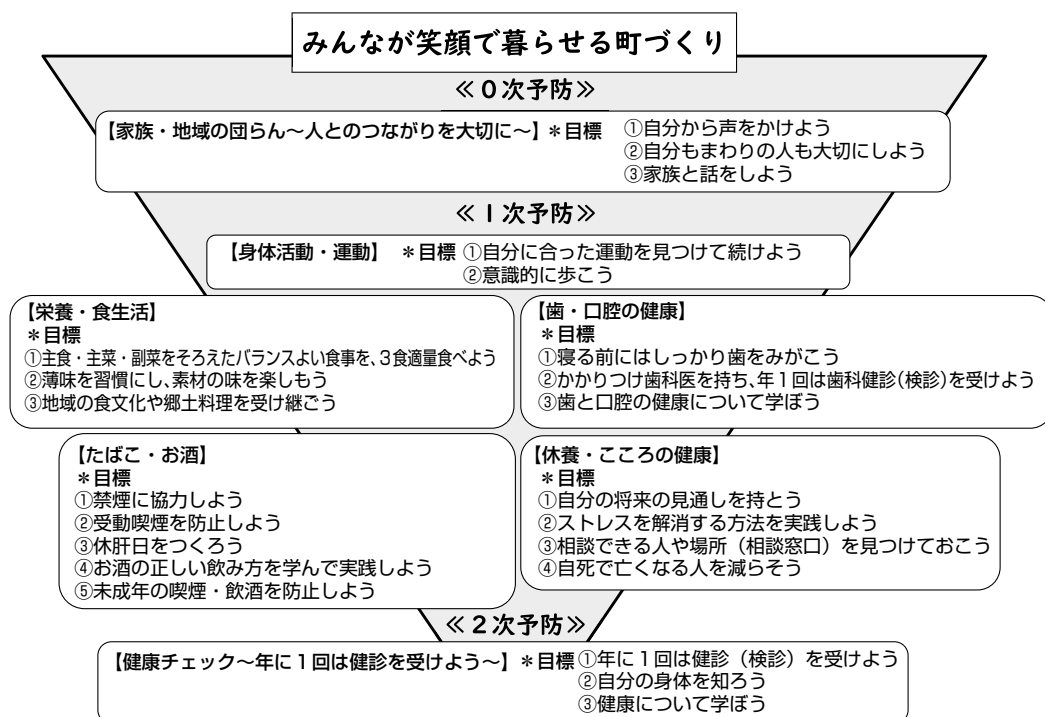 みんなが笑顔で暮らせる町づくり
≪0次予防≫
【家族・地域の団らん～人とのつながりを大切に～】＊目標 ①自分から声をかけよう
②自分もまわりの人も大切にしよう
③家族と話をしよう
≪1次予防≫
【身体活動・運動】 ＊目標 ①自分に合った運動を見つけて続けよう
②意識的に歩こう
【栄養・食生活】
＊目標
①主食・主菜・副菜をそろえたバランスよい食事を、3食適量食べよう
②薄味を習慣にし、素材の味を楽しもう
③地域の食文化や郷土料理を受け継ごう
【歯・口腔の健康】
＊目標
①寝る前にはしっかり歯をみがこう
②かかりつけ歯科医を持ち、年1回は歯科健診（検診）を受けよう
③歯と口腔の健康について学ぼう
【たばこ・お酒】
＊目標
①禁煙に協力しよう
②受動喫煙を防止しよう
③休肝日をつくろう
④お酒の正しい飲み方を学んで実践しよう
⑤未成年の喫煙・飲酒を防止しよう
【休養・こころの健康】
＊目標
①自分の将来の見通しを持とう
②ストレスを解消する方法を実践しよう
③相談できる人や場所（相談窓口）を見つけておこう
④自死で亡くなる人を減らそう
≪2次予防≫
【健康チェック～年に1回は健診を受けよう～】＊目標 ①年に1回は健診（検診）を受けよう
②自分の身体を知ろう
③健康について学ぼう